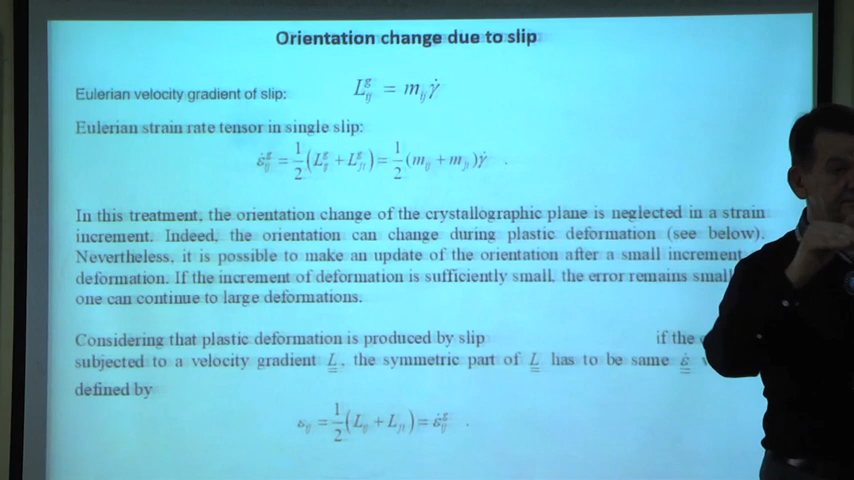 Orientation change due to slip
Eulerian velocity gradient of slip: L^g_ij = m_ij γ̇
Eulerian strain rate tensor in single slip:
ε̇^g_ij = 1/2 (L^g_ij + L^g_ji) = 1/2 (m_ij + m_ji) γ̇ .
In this treatment, the orientation change of the crystallographic plane is neglected in a strain
increment. Indeed, the orientation can change during plastic deformation (see below).
Nevertheless, it is possible to make an update of the orientation after a small increment
deformation. If the increment of deformation is sufficiently small, the error remains small
one can continue to large deformations.
Considering that plastic deformation is produced by slip if the
subjected to a velocity gradient L, the symmetric part of L has to be same ε̇
defined by
ε_ij = 1/2 (L_ij + L_ji) = ε̇^g_ij .